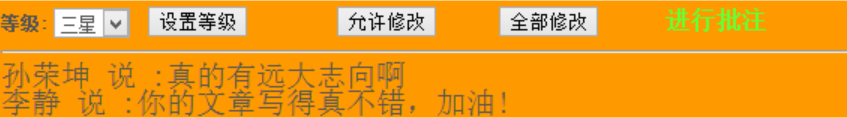 等级: 三星 设置等级 允许修改 全部修改 进行批注
孙荣坤 说 :真的有远大志向啊
李静 说 :你的文章写得真不错，加油!